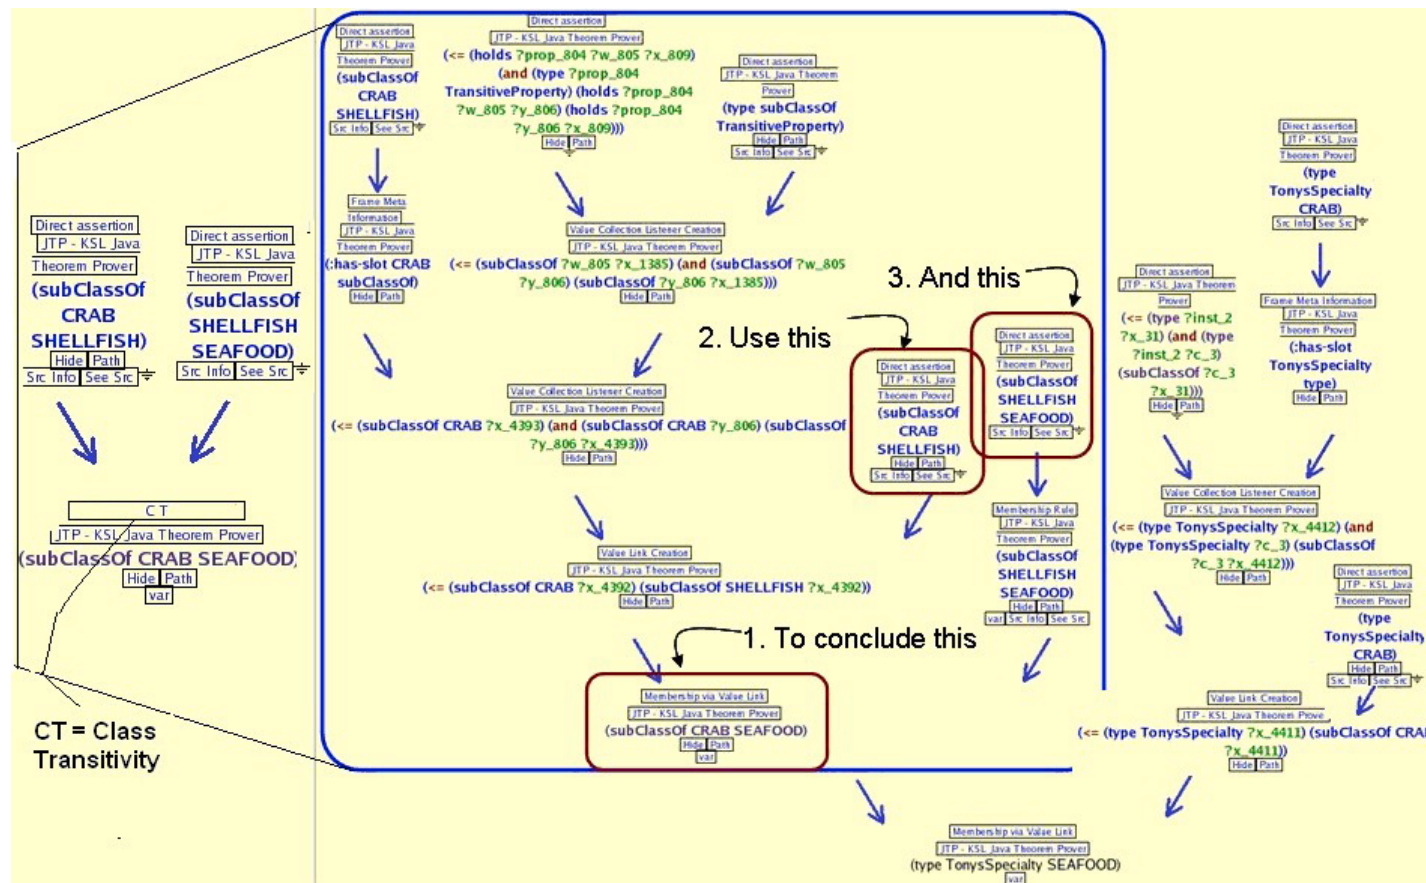 Direct assertion
JTP - KSL Java
Theorem Prover
(subClassOf
CRAB
SHELLFISH)
Hide Path
Src Info See Src
Direct assertion
JTP - KSL Java
Theorem Prover
(subClassOf
SHELLFISH
SEAFOOD)
Src Info See Src
C T
JTP - KSL Java Theorem Prover
(subClassOf CRAB SEAFOOD)
Hide Path
var
CT = Class
Transitivity
Direct assertion
JTP - KSL Java
Theorem Prover
(subClassOf
CRAB
SHELLFISH)
Src Info See Src
Direct assertion
JTP - KSL Java Theorem Prover
(<= (holds ?prop_804 ?w_805 ?x_809)
(and (type ?prop_804
TransitiveProperty) (holds ?prop_804
?w_805 ?y_806) (holds ?prop_804
?y_806 ?x_809)))
Hide Path
Direct assertion
JTP - KSL Java Theorem
Prover
(type subClassOf
TransitiveProperty)
Hide Path
Src Info See Src
Frame Meta
Information
JTP - KSL Java
Theorem Prover
(:has-slot CRAB
subClassOf)
Hide Path
Value Collection Listener Creation
JTP - KSL Java Theorem Prover
(<= (subClassOf ?w_805 ?x_1385) (and (subClassOf ?w_805
?y_806) (subClassOf ?y_806 ?x_1385)))
Hide Path
3. And this
2. Use this
Direct assertion
JTP - KSL Java
Theorem Prover
(subClassOf
CRAB
SHELLFISH)
Hide Path
Src Info See Src
Direct assertion
JTP - KSL Java
Theorem Prover
(subClassOf
SHELLFISH
SEAFOOD)
Src Info See Src
Value Collection Listener Creation
JTP - KSL Java Theorem Prover
(<= (subClassOf CRAB ?x_4393) (and (subClassOf CRAB ?y_806) (subClassOf
?y_806 ?x_4393)))
Hide Path
Value Link Creation
JTP - KSL Java Theorem Prover
(<= (subClassOf CRAB ?x_4392) (subClassOf SHELLFISH ?x_4392))
Hide Path
Membership Rule
JTP - KSL Java
Theorem Prover
(subClassOf
SHELLFISH
SEAFOOD)
Hide Path
var Src Info See Src
1. To conclude this
Membership via Value Link
JTP - KSL Java Theorem Prover
(subClassOf CRAB SEAFOOD)
Hide Path
var
Direct assertion
JTP - KSL Java
Theorem Prover
(type
TonysSpecialty
CRAB)
Src Info See Src
Direct assertion
JTP - KSL Java Theorem
Prover
(<= (type ?inst_2
?x_31) (and (type
?inst_2 ?c_3)
(subClassOf ?c_3
?x_31)))
Hide Path
Frame Meta Information
JTP - KSL Java
Theorem Prover
(:has-slot
TonysSpecialty
type)
Hide Path
Value Collection Listener Creation
JTP - KSL Java Theorem Prover
(<= (type TonysSpecialty ?x_4412) (and
(type TonysSpecialty ?c_3) (subClassOf
?c_3 ?x_4412)))
Hide Path
Direct assertion
JTP - KSL Java
Theorem Prover
(type
TonysSpecialty
CRAB)
Hide Path
Src Info See Src
Value Link Creation
JTP - KSL Java Theorem Prove
(<= (type TonysSpecialty ?x_4411) (subClassOf CRA
?x_4411))
Hide Path
Membership via Value Link
JTP - KSL Java Theorem Prover
(type TonysSpecialty SEAFOOD)
var